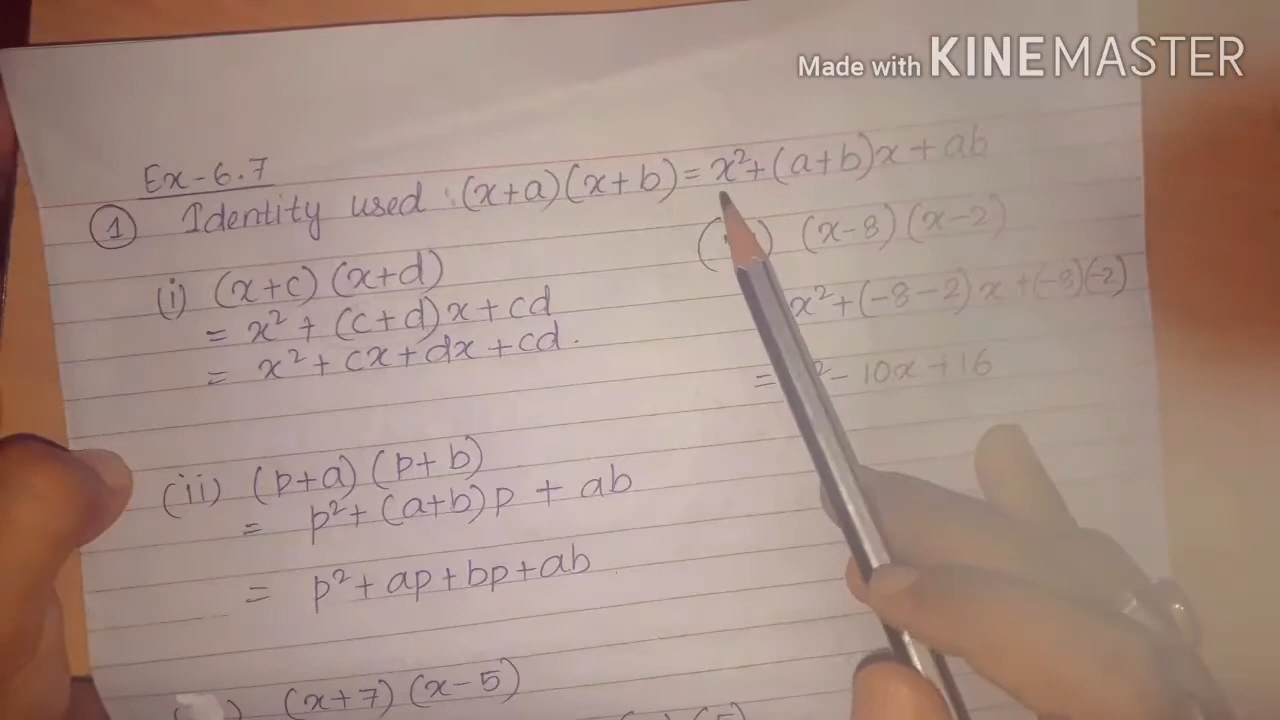 Made with KINEMASTER
Ex-6.7
① Identity used : (x+a)(x+b)=x²+(a+b)x+ab
(i) (x+c)(x+d)
= x²+(c+d)x+cd
= x²+cx+dx+cd.
(ii) (p+a)(p+b)
= p²+(a+b)p+ab
= p²+ap+bp+ab
(x+7)(x-5)
(x-8)(x-2)
x²+(-8-2)x+(-8)(-2)
= ²-10x+16